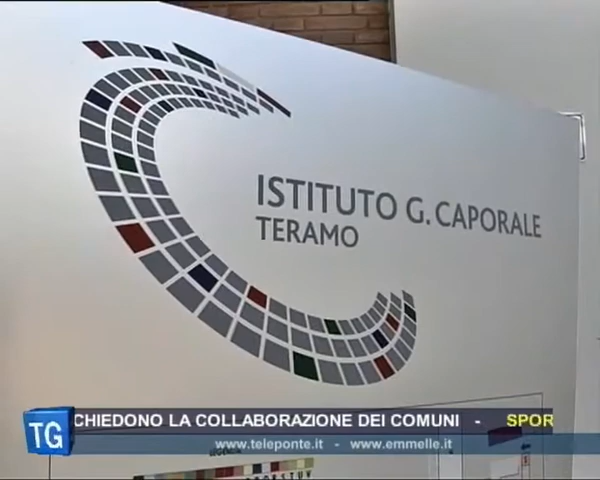 ISTITUTO G. CAPORALE
TERAMO
TG CHIEDONO LA COLLABORAZIONE DEI COMUNI - SPOR
www.teleponte.it - www.emmelle.it